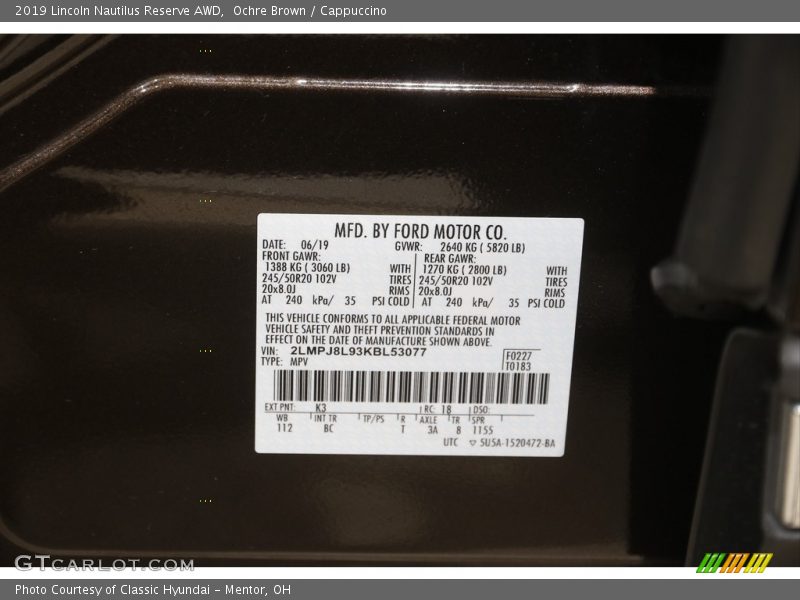 2019 Lincoln Nautilus Reserve AWD,  Ochre Brown / Cappuccino
MFD. BY FORD MOTOR CO.
DATE: 06/19 GVWR: 2640 KG ( 5820 LB)
FRONT GAWR: REAR GAWR:
1388 KG ( 3060 LB) WITH 1270 KG ( 2800 LB) WITH
245/50R20 102V TIRES 245/50R20 102V TIRES
20x8.0J RIMS 20x8.0J RIMS
AT 240 kPa/ 35 PSI COLD AT 240 kPa/ 35 PSI COLD
THIS VEHICLE CONFORMS TO ALL APPLICABLE FEDERAL MOTOR
VEHICLE SAFETY AND THEFT PREVENTION STANDARDS IN
EFFECT ON THE DATE OF MANUFACTURE SHOWN ABOVE.
VIN: 2LMPJ8L93KBL53077
TYPE: MPV
F0227
T0183
EXT PNT: K3 RC: 18 DSO:
WB INT TR TP/PS R AXLE TR SPR
112 BC T 3A 8 1155
UTC ▽ 5U5A-1520472-BA
GTCARLOT.COM
Photo Courtesy of Classic Hyundai - Mentor, OH